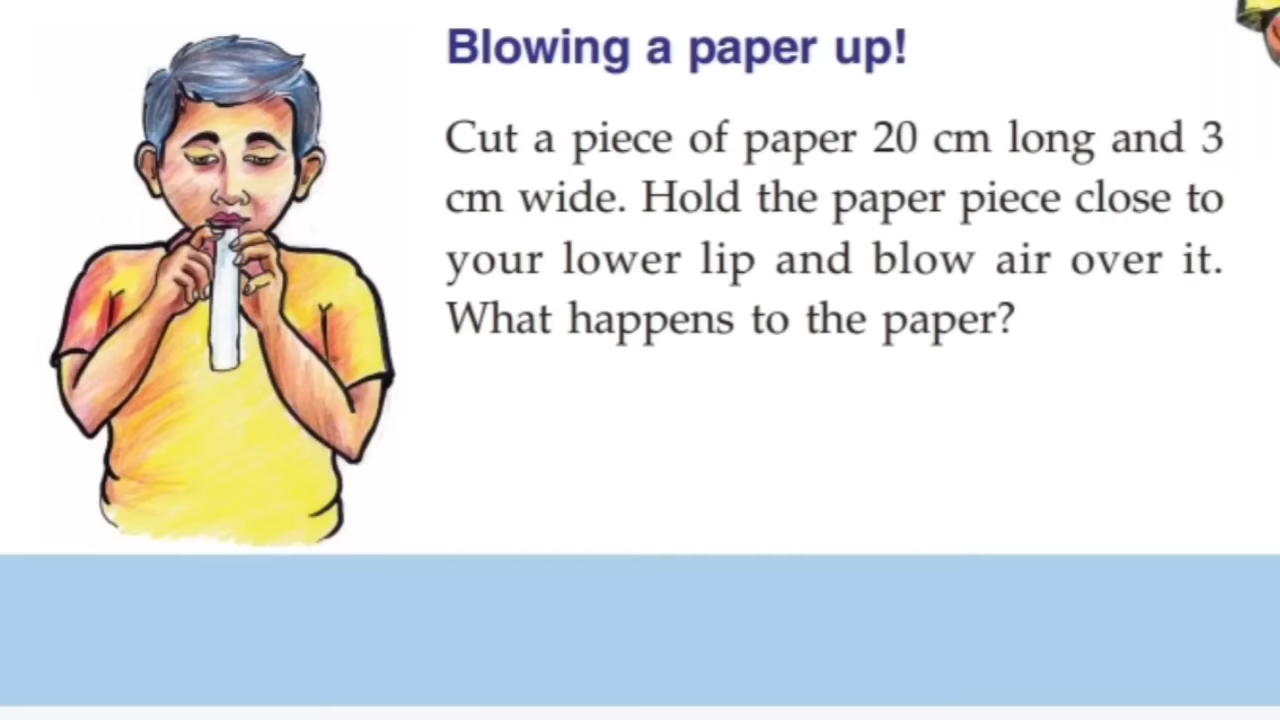 Blowing a paper up!
Cut a piece of paper 20 cm long and 3
cm wide. Hold the paper piece close to
your lower lip and blow air over it.
What happens to the paper?